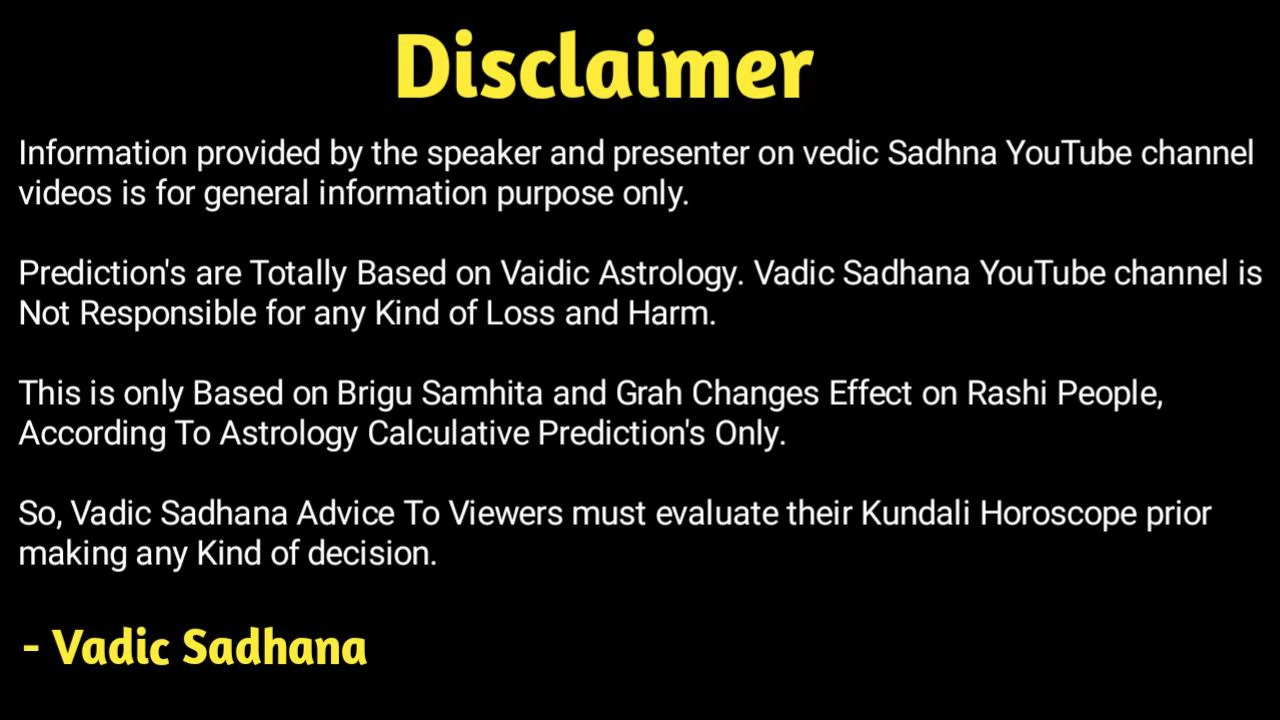 Disclaimer
Information provided by the speaker and presenter on vedic Sadhna YouTube channel
videos is for general information purpose only.
Prediction's are Totally Based on Vaidic Astrology. Vadic Sadhana YouTube channel is
Not Responsible for any Kind of Loss and Harm.
This is only Based on Brigu Samhita and Grah Changes Effect on Rashi People,
According To Astrology Calculative Prediction's Only.
So, Vadic Sadhana Advice To Viewers must evaluate their Kundali Horoscope prior
making any Kind of decision.
- Vadic Sadhana